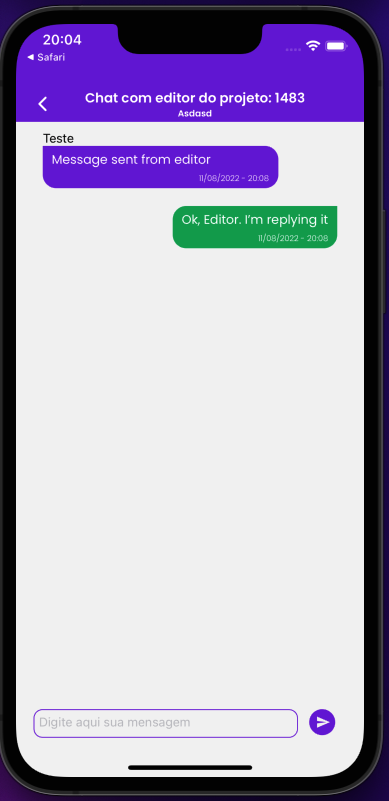 20:04
◀ Safari
Chat com editor do projeto: 1483
Asdasd
Teste
Message sent from editor
11/08/2022 - 20:08
Ok, Editor. I'm replying it
11/08/2022 - 20:08
Digite aqui sua mensagem